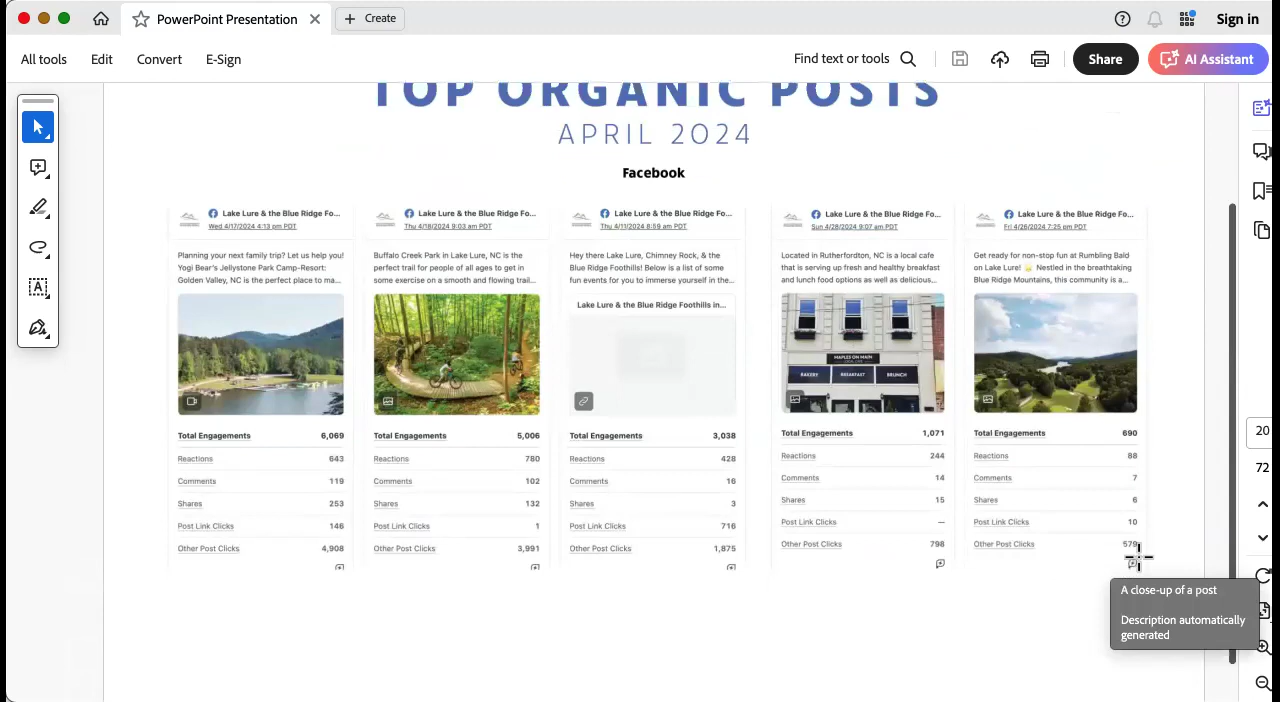 PowerPoint Presentation
Create
Sign in
All tools
Edit
Convert
E-Sign
Find text or tools
Share
AI Assistant
TOP ORGANIC POSTS
APRIL 2024
Facebook
Lake Lure & the Blue Ridge Fo...
Wed 4/17/2024 4:13 pm PDT
Planning your next family trip? Let us help you!
Yogi Bear's Jellystone Park Camp-Resort:
Golden Valley, NC is the perfect place to ma...
Total Engagements 6,069
Reactions 643
Comments 119
Shares 253
Post Link Clicks 146
Other Post Clicks 4,908
Lake Lure & the Blue Ridge Fo...
Thu 4/18/2024 9:03 am PDT
Buffalo Creek Park in Lake Lure, NC is the
perfect trail for people of all ages to get in
some exercise on a smooth and flowing trail...
Total Engagements 5,006
Reactions 780
Comments 102
Shares 132
Post Link Clicks 1
Other Post Clicks 3,991
Lake Lure & the Blue Ridge Fo...
Thu 4/11/2024 8:59 am PDT
Hey there Lake Lure, Chimney Rock, & the
Blue Ridge Foothills! Below is a list of some
fun events for you to immerse yourself in the...
Lake Lure & the Blue Ridge Foothills in...
Total Engagements 3,038
Reactions 428
Comments 16
Shares 3
Post Link Clicks 716
Other Post Clicks 1,875
Lake Lure & the Blue Ridge Fo...
Sun 4/28/2024 9:07 am PDT
Located in Rutherfordton, NC is a local cafe
that is serving up fresh and healthy breakfast
and lunch food options as well as delicious...
MAPLES ON MAIN
BAKERY BREAKFAST BRUNCH
Total Engagements 1,071
Reactions 244
Comments 14
Shares 15
Post Link Clicks —
Other Post Clicks 798
Lake Lure & the Blue Ridge Fo...
Fri 4/26/2024 7:25 pm PDT
Get ready for non-stop fun at Rumbling Bald
on Lake Lure! 🌟 Nestled in the breathtaking
Blue Ridge Mountains, this community is a...
Total Engagements 690
Reactions 88
Comments 7
Shares 6
Post Link Clicks 10
Other Post Clicks 579
A close-up of a post
Description automatically
generated
20
72